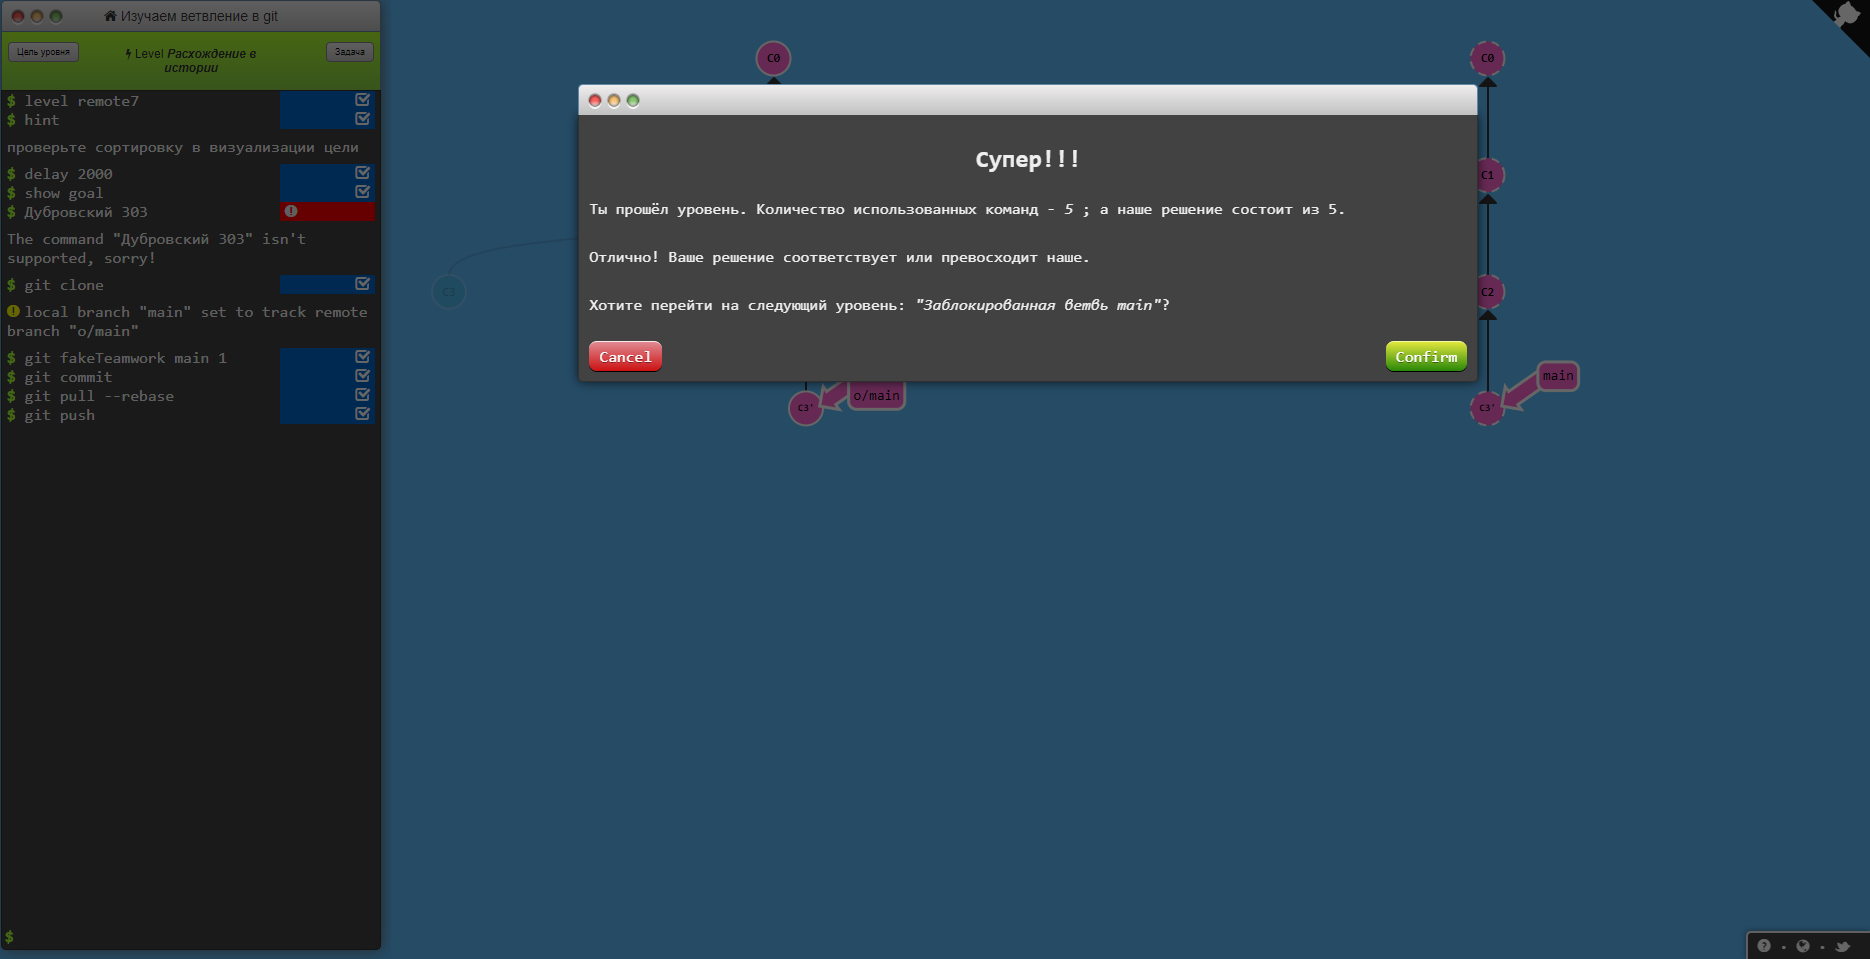 Изучаем ветвление в git
Цель уровня
Level Расхождение в
истории
Задача
$ level remote7
$ hint
проверьте сортировку в визуализации цели
$ delay 2000
$ show goal
$ Дубровский 303
The command "Дубровский 303" isn't
supported, sorry!
$ git clone
local branch "main" set to track remote
branch "o/main"
$ git fakeTeamwork main 1
$ git commit
$ git pull --rebase
$ git push
$
C0
C3
Супер!!!
Ты прошёл уровень. Количество использованных команд - 5 ; а наше решение состоит из 5.
Отлично! Ваше решение соответствует или превосходит наше.
Хотите перейти на следующий уровень: "Заблокированная ветвь main"?
Cancel
Confirm
C3'
o/main
C0
C1
C2
C3'
main